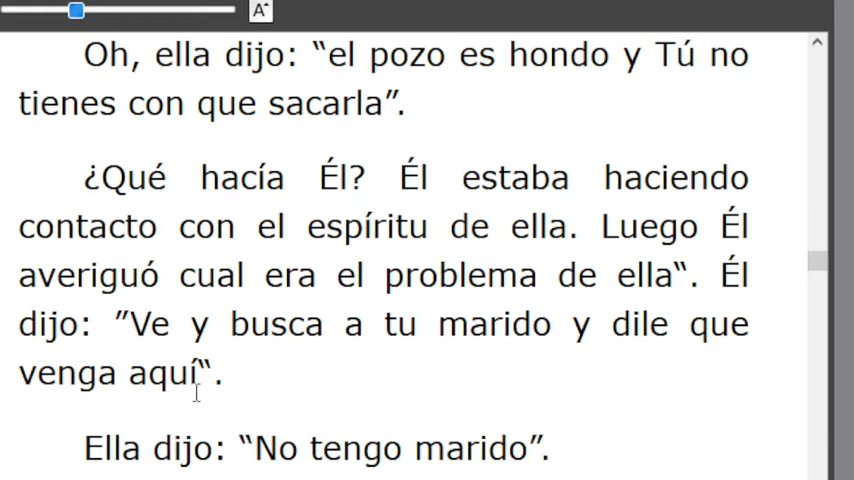 A
Oh, ella dijo: “el pozo es hondo y Tú no
tienes con que sacarla”.
¿Qué hacía Él? Él estaba haciendo
contacto con el espíritu de ella. Luego Él
averiguó cual era el problema de ella“. Él
dijo: ”Ve y busca a tu marido y dile que
venga aquí“.
Ella dijo: “No tengo marido”.